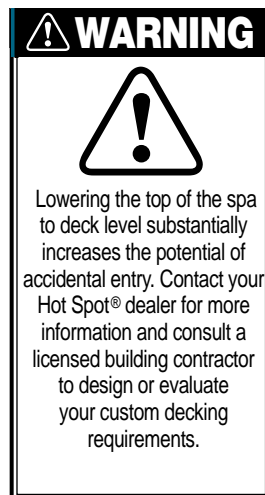 WARNING
Lowering the top of the spa
to deck level substantially
increases the potential of
accidental entry. Contact your
Hot Spot® dealer for more
information and consult a
licensed building contractor
to design or evaluate
your custom decking
requirements.